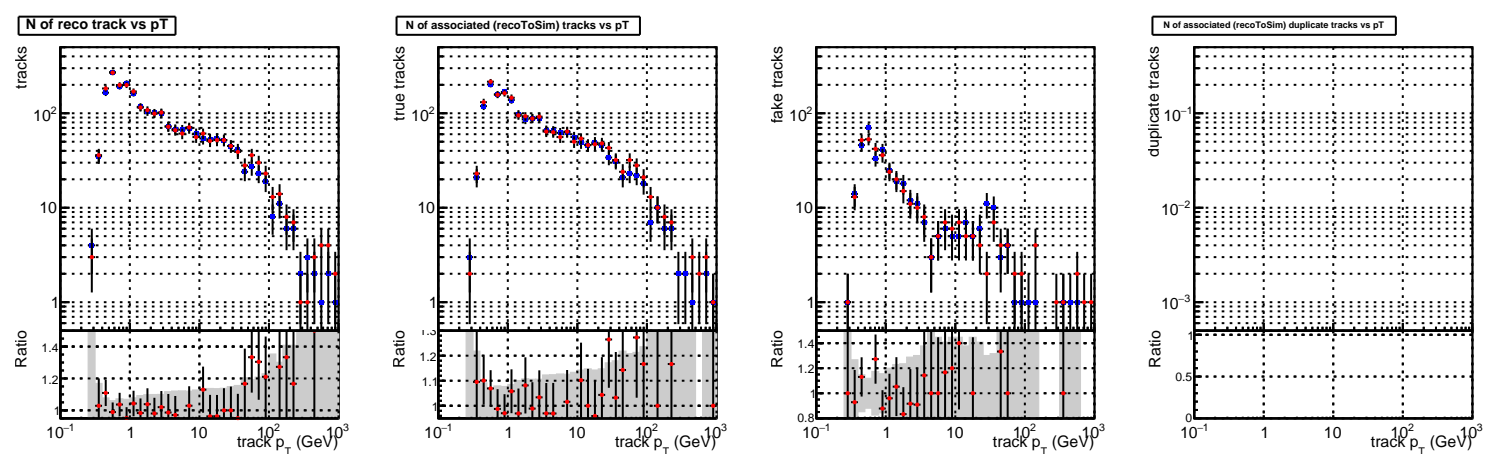 N of reco track vs pT
tracks
10²
10
1
Ratio
1.4
1.2
1
10⁻¹ 1 10 10² 10³
track p_T (GeV)
N of associated (recoToSim) tracks vs pT
true tracks
10²
10
1
Ratio
1.3
1.2
1.1
1
10⁻¹ 1 10 10² 10³
track p_T (GeV)
fake tracks
10²
10
1
Ratio
1.4
1.2
1
0.8
10⁻¹ 1 10 10² 10³
track p_T (GeV)
N of associated (recoToSim) duplicate tracks vs pT
duplicate tracks
10⁻¹
10⁻²
10⁻³
Ratio
1
0.5
0
10⁻¹ 1 10 10² 10³
track p_T (GeV)